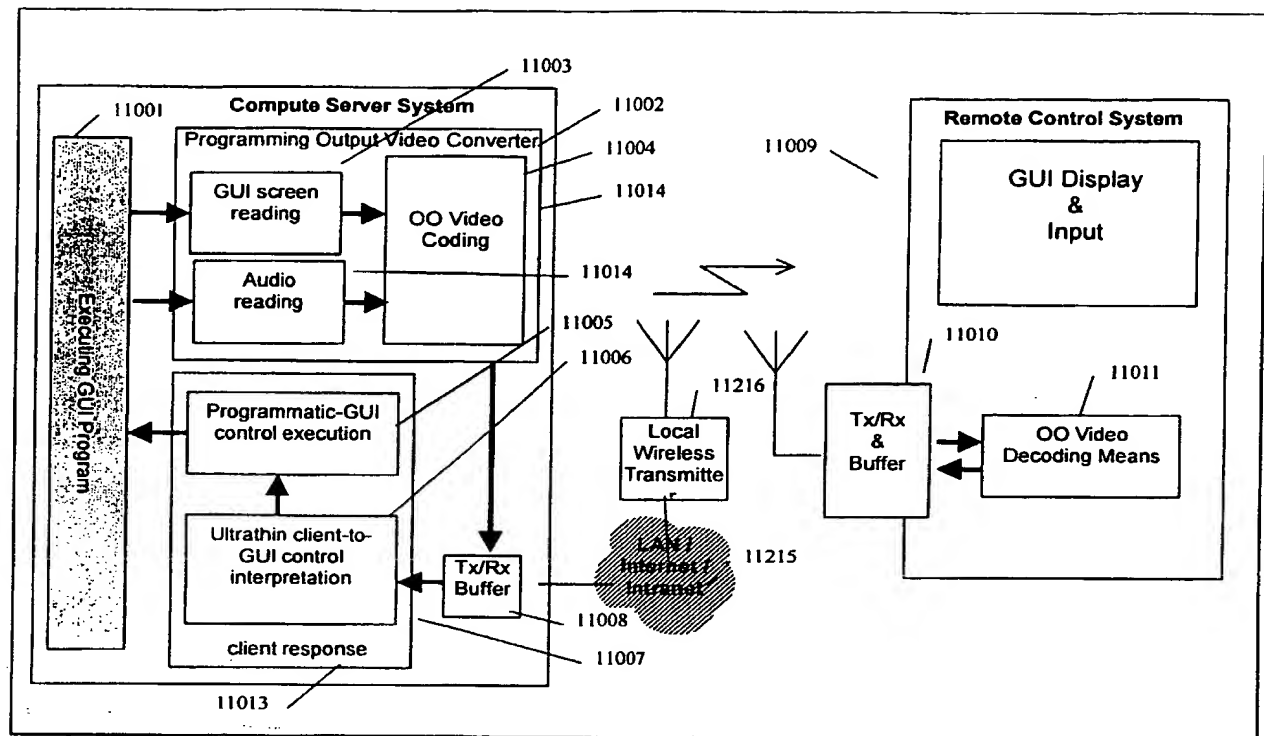 11003
Compute Server System
11001
11002
Programming Output Video Converter
11004
11014
GUI screen
reading
OO Video
Coding
Audio
reading
11014
11005
11006
Executing GUI Program
Programmatic-GUI
control execution
Ultrathin client-to-
GUI control
interpretation
Tx/Rx
Buffer
11008
client response
11007
11013
11216
Local
Wireless
Transmitte
r
LAN /
Internet /
Intranet
11215
11009
Remote Control System
GUI Display
&
Input
11010
11011
Tx/Rx
&
Buffer
OO Video
Decoding Means